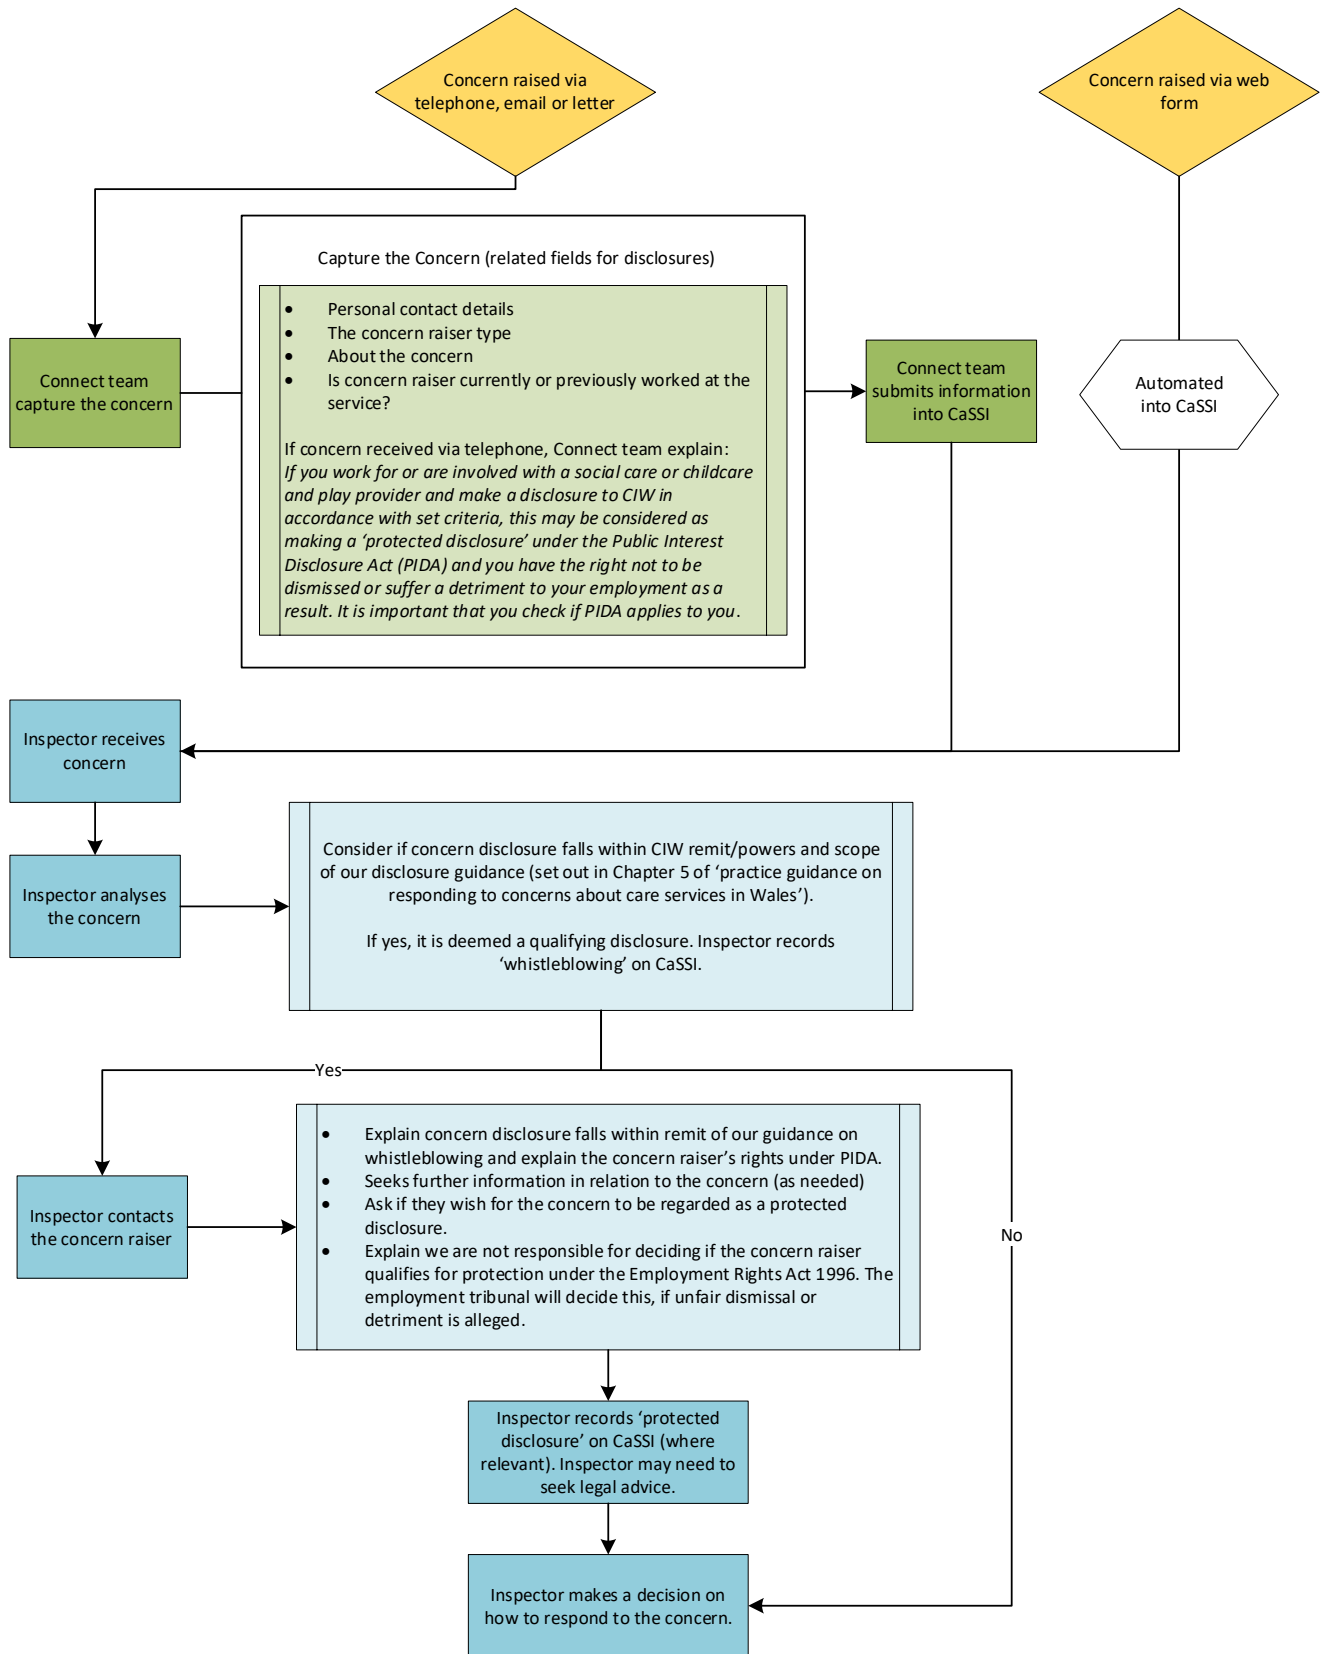 Concern raised via
telephone, email or letter
Concern raised via web
form
Capture the Concern (related fields for disclosures)
• Personal contact details
• The concern raiser type
• About the concern
• Is concern raiser currently or previously worked at the
service?
If concern received via telephone, Connect team explain:
If you work for or are involved with a social care or childcare
and play provider and make a disclosure to CIW in
accordance with set criteria, this may be considered as
making a ‘protected disclosure’ under the Public Interest
Disclosure Act (PIDA) and you have the right not to be
dismissed or suffer a detriment to your employment as a
result. It is important that you check if PIDA applies to you.
Connect team
capture the concern
Connect team
submits information
into CaSSI
Automated
into CaSSI
Inspector receives
concern
Inspector analyses
the concern
Consider if concern disclosure falls within CIW remit/powers and scope
of our disclosure guidance (set out in Chapter 5 of ‘practice guidance on
responding to concerns about care services in Wales’).
If yes, it is deemed a qualifying disclosure. Inspector records
‘whistleblowing’ on CaSSI.
Yes
• Explain concern disclosure falls within remit of our guidance on
whistleblowing and explain the concern raiser’s rights under PIDA.
• Seeks further information in relation to the concern (as needed)
• Ask if they wish for the concern to be regarded as a protected
disclosure.
• Explain we are not responsible for deciding if the concern raiser
qualifies for protection under the Employment Rights Act 1996. The
employment tribunal will decide this, if unfair dismissal or
detriment is alleged.
Inspector contacts
the concern raiser
No
Inspector records ‘protected
disclosure’ on CaSSI (where
relevant). Inspector may need to
seek legal advice.
Inspector makes a decision on
how to respond to the concern.